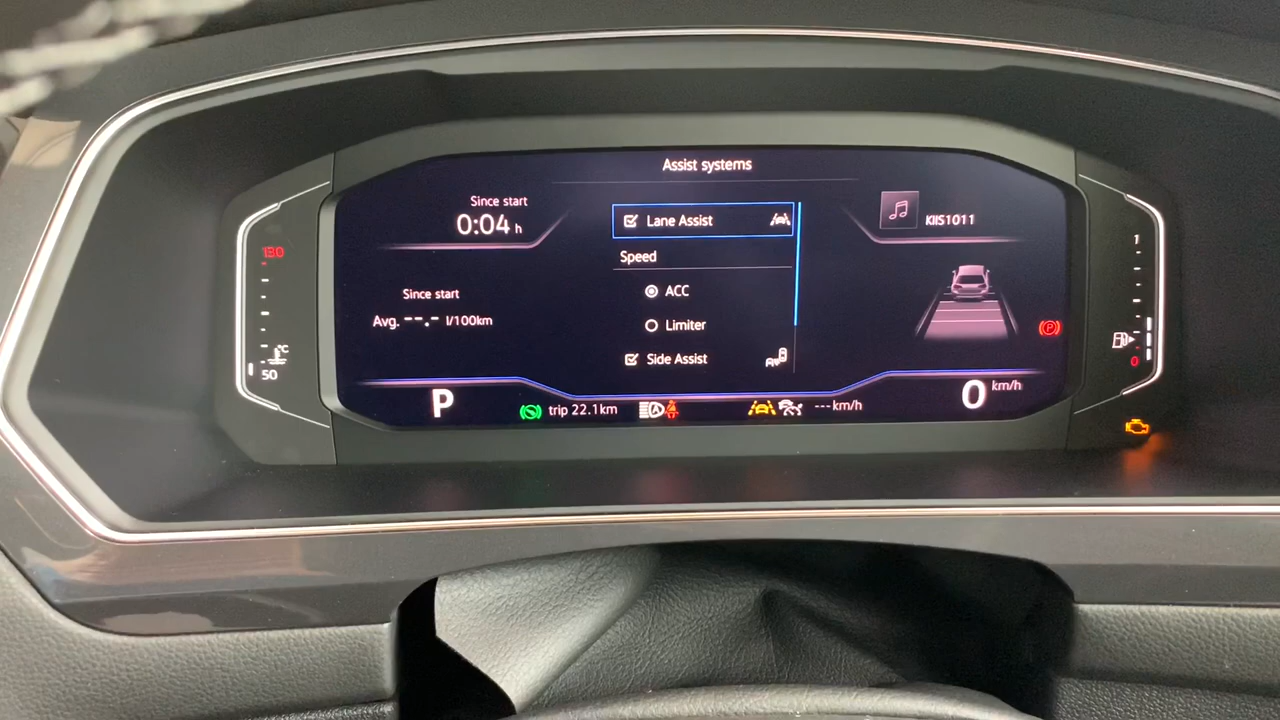 Assist systems
Since start
0:04 h
Lane Assist
KIIS1011
130
Speed
1
Since start
ACC
Avg. --.- l/100km
Limiter
P
°C
0
Side Assist
50
P
trip 22.1km
A
--- km/h
0 km/h